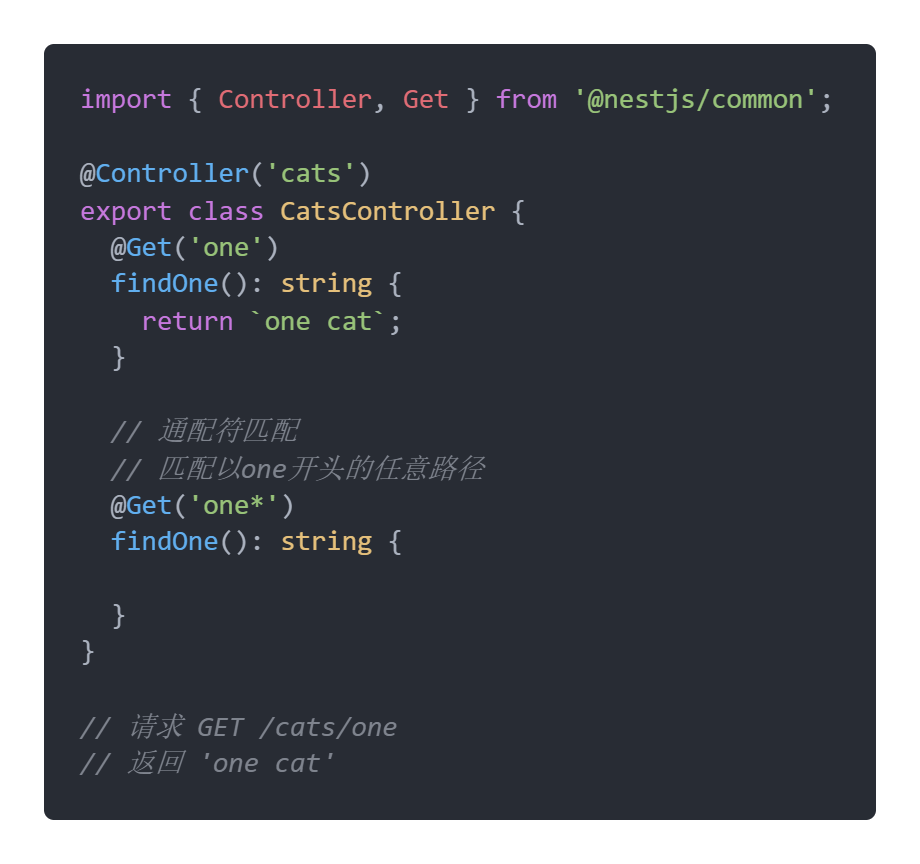 import { Controller, Get } from '@nestjs/common';
@Controller('cats')
export class CatsController {
  @Get('one')
  findOne(): string {
    return `one cat`;
  }
  // 通配符匹配
  // 匹配以one开头的任意路径
  @Get('one*')
  findOne(): string {
  }
}
// 请求 GET /cats/one
// 返回 'one cat'